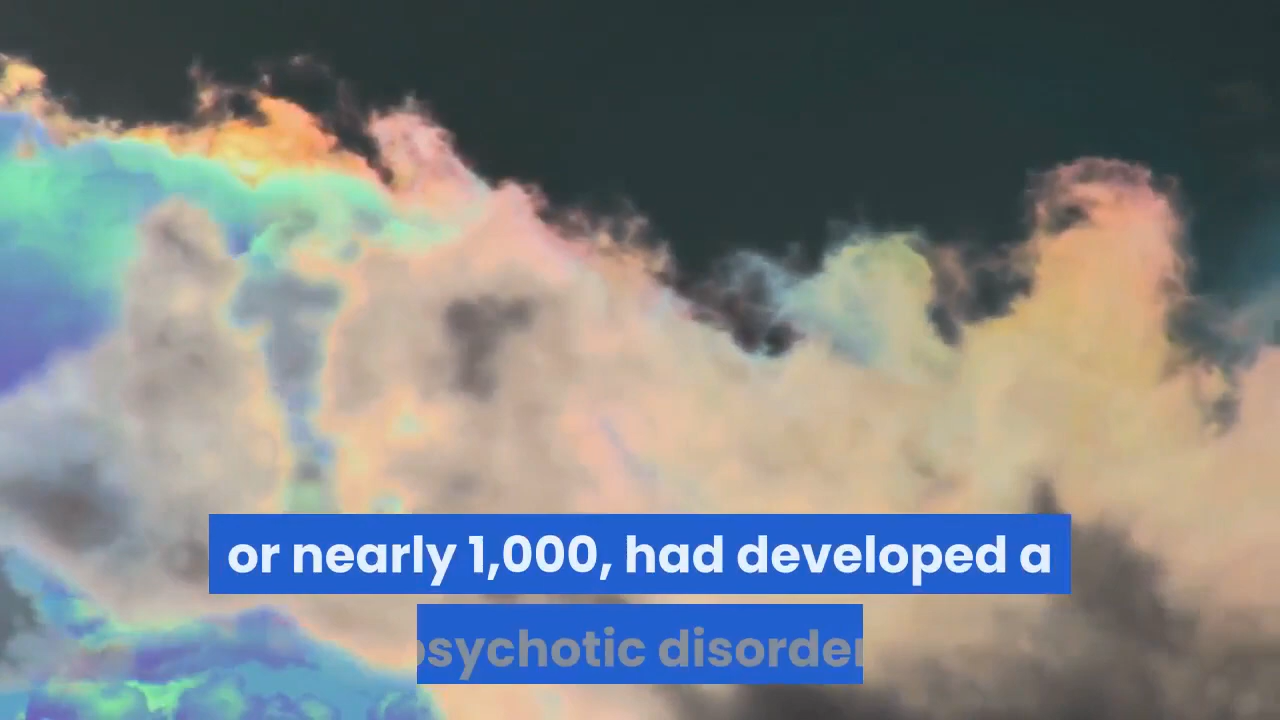 or nearly 1,000, had developed a
psychotic disorder